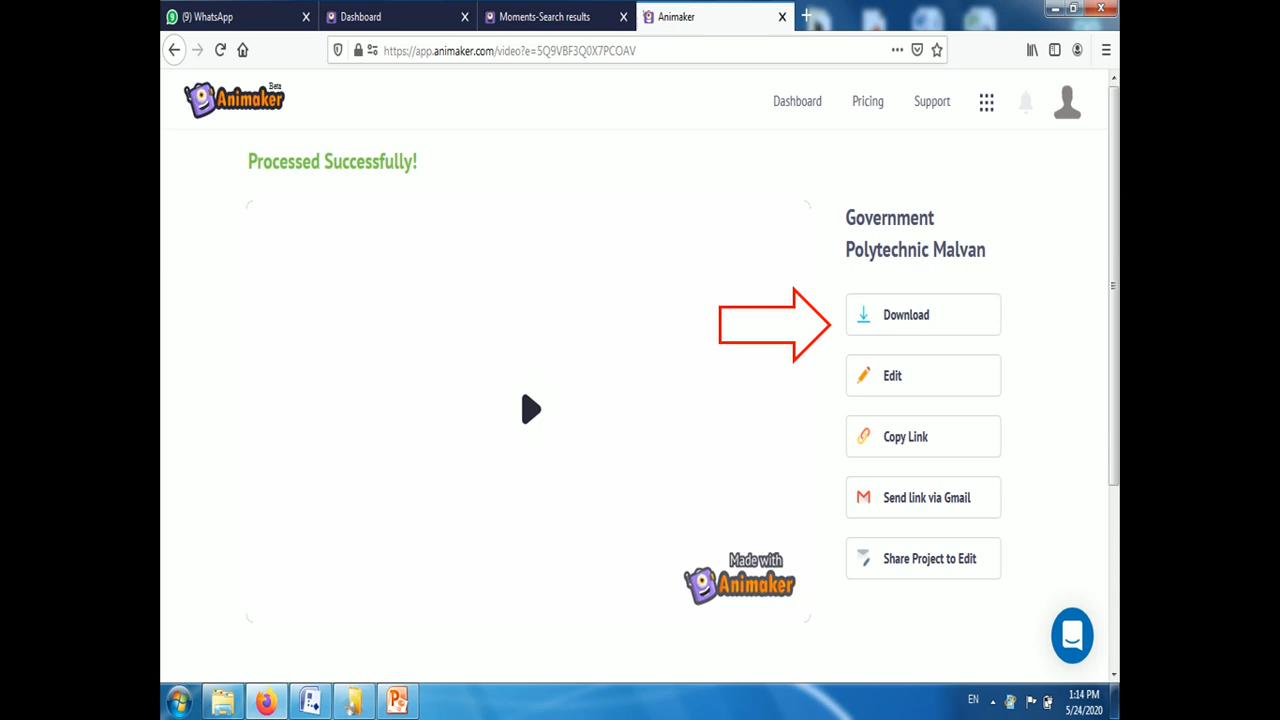 (9) WhatsApp
Dashboard
Moments-Search results
Animaker
https://app.animaker.com/video?e=5Q9VBF3Q0X7PCOAV
Beta
Animaker
Dashboard
Pricing
Support
Processed Successfully!
Government
Polytechnic Malvan
Download
Edit
Copy Link
Send link via Gmail
Share Project to Edit
Made with
Animaker
EN
1:14 PM
5/24/2020